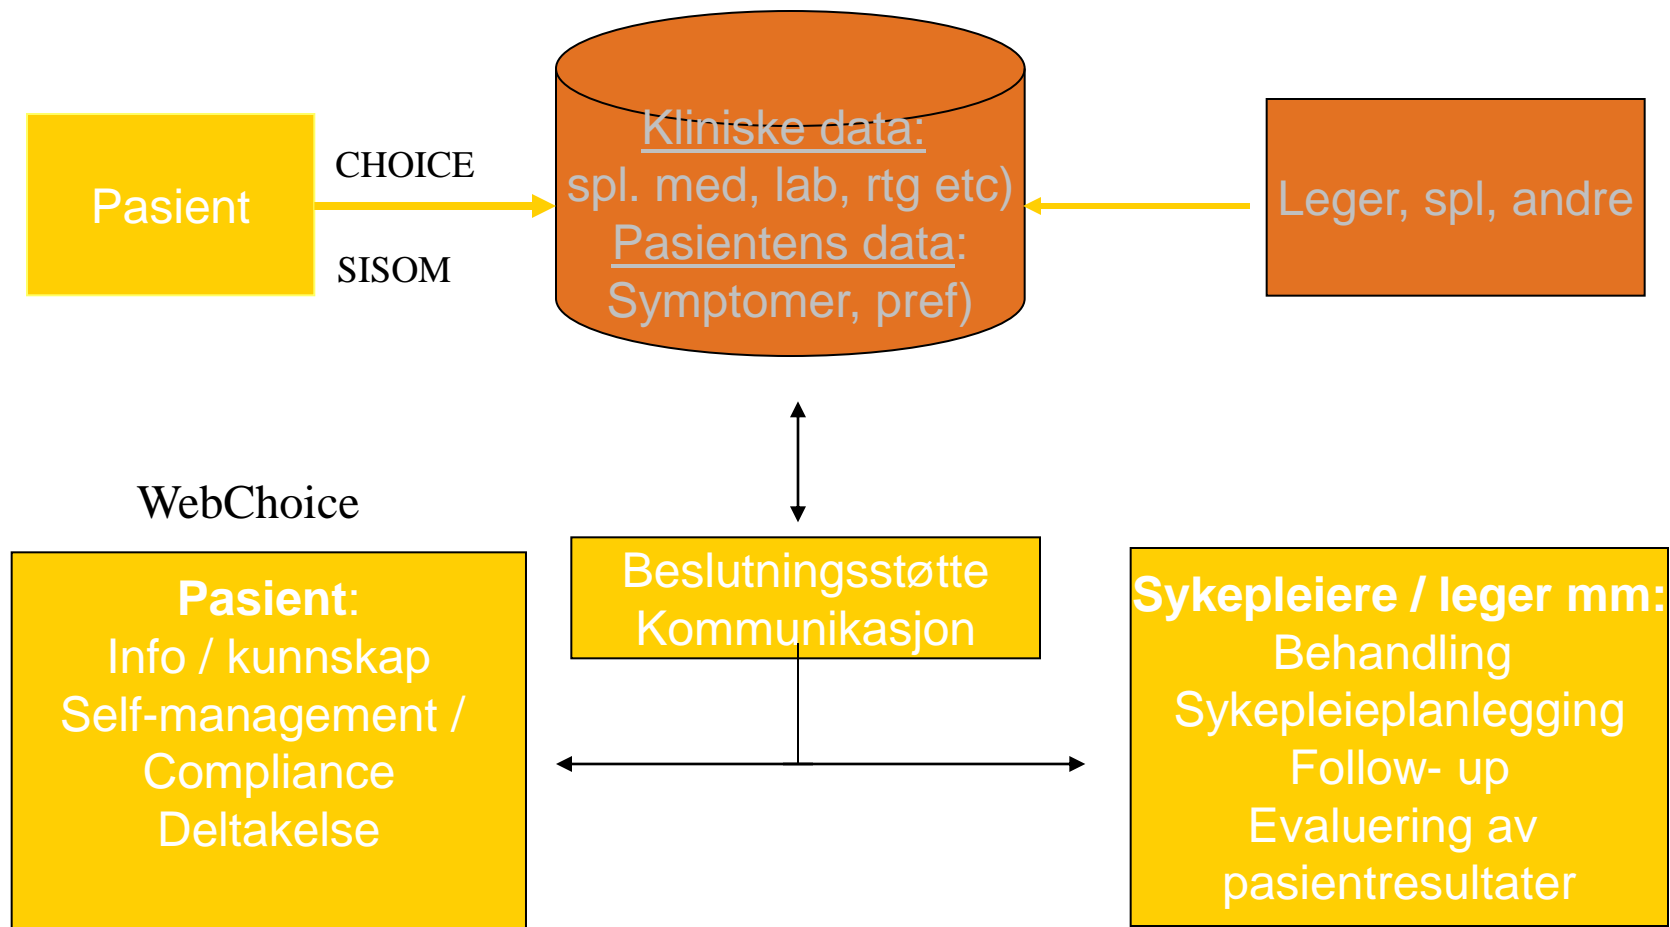 Pasient
CHOICE
SISOM
Kliniske data:
spl. med, lab, rtg etc)
Pasientens data:
Symptomer, pref)
Leger, spl, andre
WebChoice
Pasient:
Info / kunnskap
Self-management /
Compliance
Deltakelse
Beslutningsstøtte
Kommunikasjon
Sykepleiere / leger mm:
Behandling
Sykepleieplanlegging
Follow- up
Evaluering av
pasientresultater